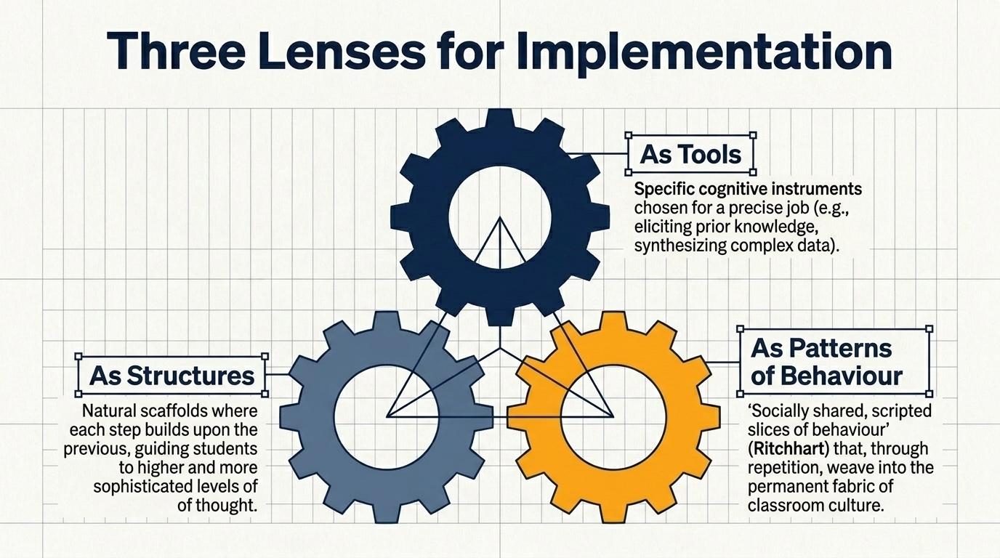 Three Lenses for Implementation
As Tools
Specific cognitive instruments
chosen for a precise job (e.g.,
eliciting prior knowledge,
synthesizing complex data).
As Structures
Natural scaffolds where
each step builds upon the
previous, guiding students
to higher and more
sophisticated levels of
of thought.
As Patterns
of Behaviour
‘Socially shared, scripted
slices of behaviour’
(Ritchhart) that, through
repetition, weave into the
permanent fabric of
classroom culture.